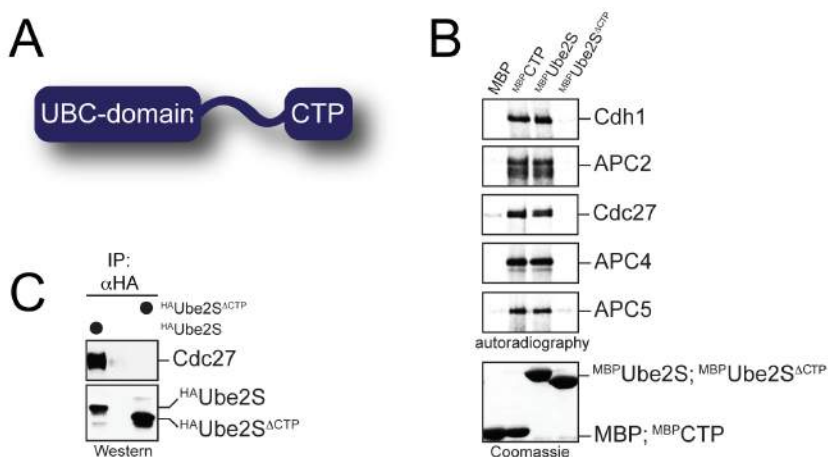 A
UBC-domain
CTP
B
MBP
MBPCTP
MBPUbe2S
MBPUbe2SΔCTP
Cdh1
APC2
Cdc27
APC4
APC5
autoradiography
MBPUbe2S; MBPUbe2SΔCTP
MBP; MBPCTP
Coomassie
C
IP:
αHA
HAUbe2SΔCTP
HAUbe2S
Cdc27
HAUbe2S
HAUbe2SΔCTP
Western